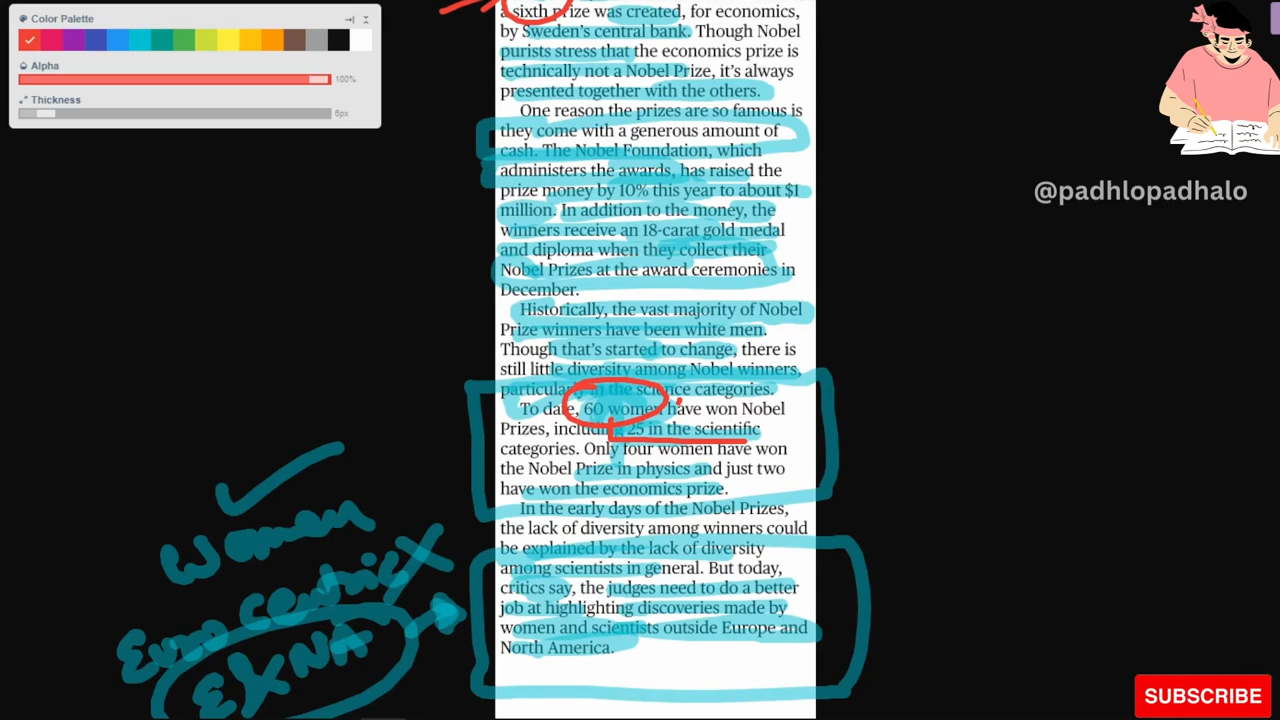 Color Palette
Alpha
100%
Thickness
6px
a sixth prize was created, for economics,
by Sweden's central bank. Though Nobel
purists stress that the economics prize is
technically not a Nobel Prize, it's always
presented together with the others.
One reason the prizes are so famous is
they come with a generous amount of
cash. The Nobel Foundation, which
administers the awards, has raised the
prize money by 10% this year to about $1
million. In addition to the money, the
winners receive an 18-carat gold medal
and diploma when they collect their
Nobel Prizes at the award ceremonies in
December.
Historically, the vast majority of Nobel
Prize winners have been white men.
Though that's started to change, there is
still little diversity among Nobel winners,
particularly in the science categories.
To date, 60 women have won Nobel
Prizes, including 25 in the scientific
categories. Only four women have won
the Nobel Prize in physics and just two
have won the economics prize.
In the early days of the Nobel Prizes,
the lack of diversity among winners could
be explained by the lack of diversity
among scientists in general. But today,
critics say, the judges need to do a better
job at highlighting discoveries made by
women and scientists outside Europe and
North America.
Women
Euro centric
EXNA
@padhlopadhalo
SUBSCRIBE